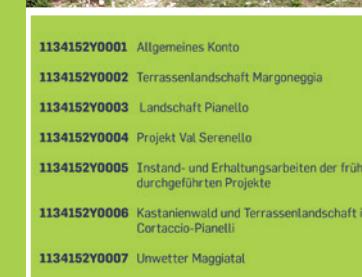 1134152Y0001 Allgemeines Konto
1134152Y0002 Terrassenlandschaft Margoneggia
1134152Y0003 Landschaft Pianello
1134152Y0004 Projekt Val Serenello
1134152Y0005 Instand- und Erhaltungsarbeiten der früh
durchgeführten Projekte
1134152Y0006 Kastanienwald und Terrassenlandschaft i
Cortaccio-Pianelli
1134152Y0007 Unwetter Maggiatal